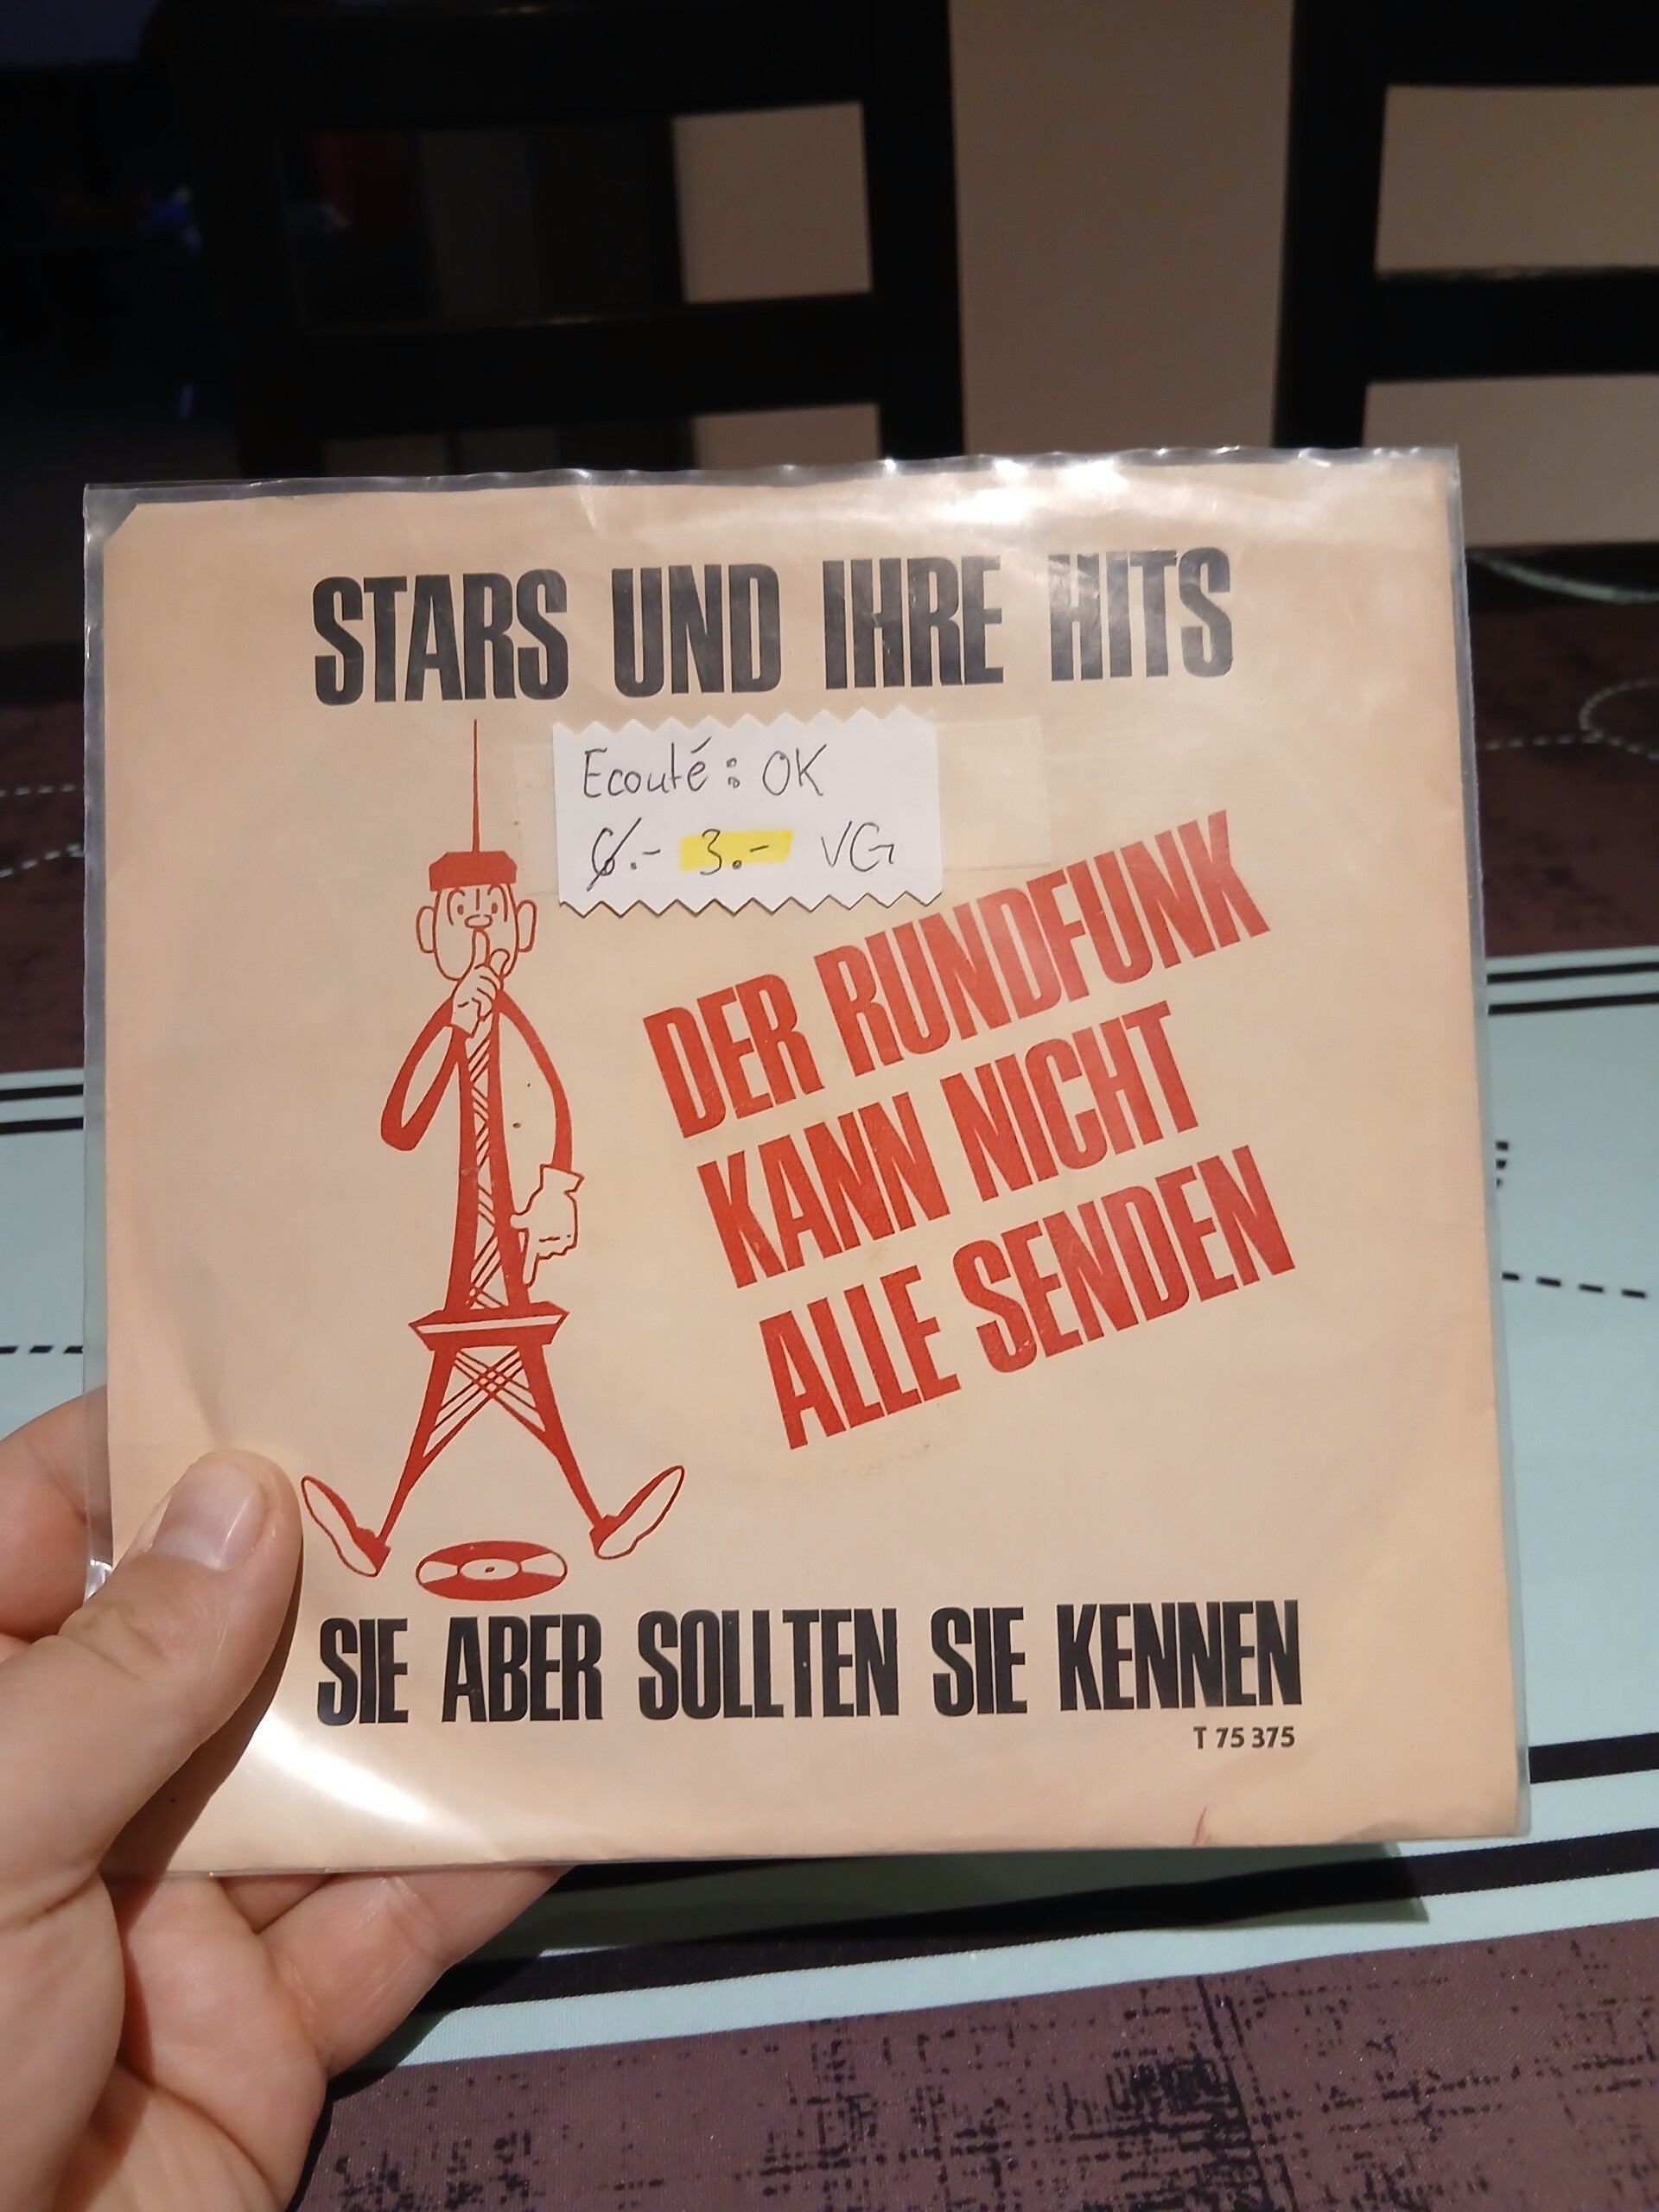 STARS UND IHRE HITS
Ecouté : OK
6.- 3.- VG
DER RUNDFUNK
KANN NICHT
ALLE SENDEN
SIE ABER SOLLTEN SIE KENNEN
T 75 375